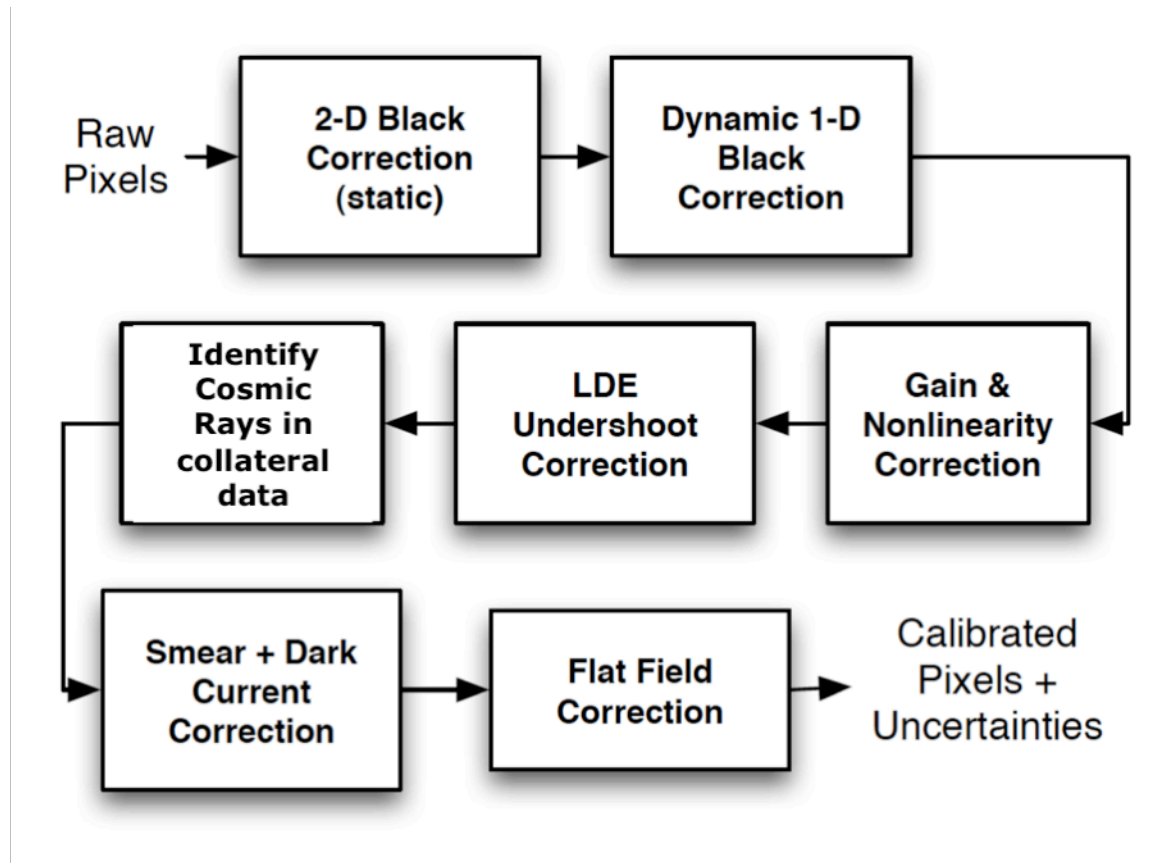 Raw
Pixels
2-D Black
Correction
(static)
Dynamic 1-D
Black
Correction
Gain &
Nonlinearity
Correction
LDE
Undershoot
Correction
Identify
Cosmic
Rays in
collateral
data
Smear + Dark
Current
Correction
Flat Field
Correction
Calibrated
Pixels +
Uncertainties